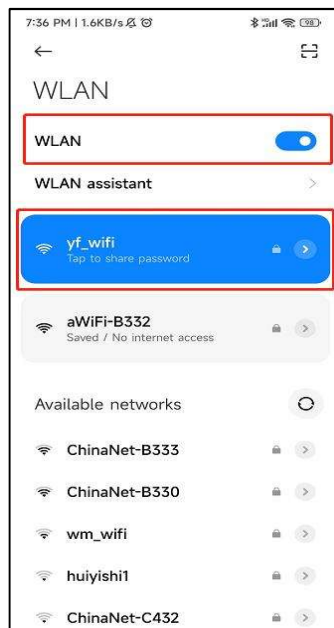 7:36 PM | 1.6KB/s
98
WLAN
WLAN
WLAN assistant
yf_wifi
Tap to share password
aWiFi-B332
Saved / No internet access
Available networks
ChinaNet-B333
ChinaNet-B330
wm_wifi
huiyishi1
ChinaNet-C432